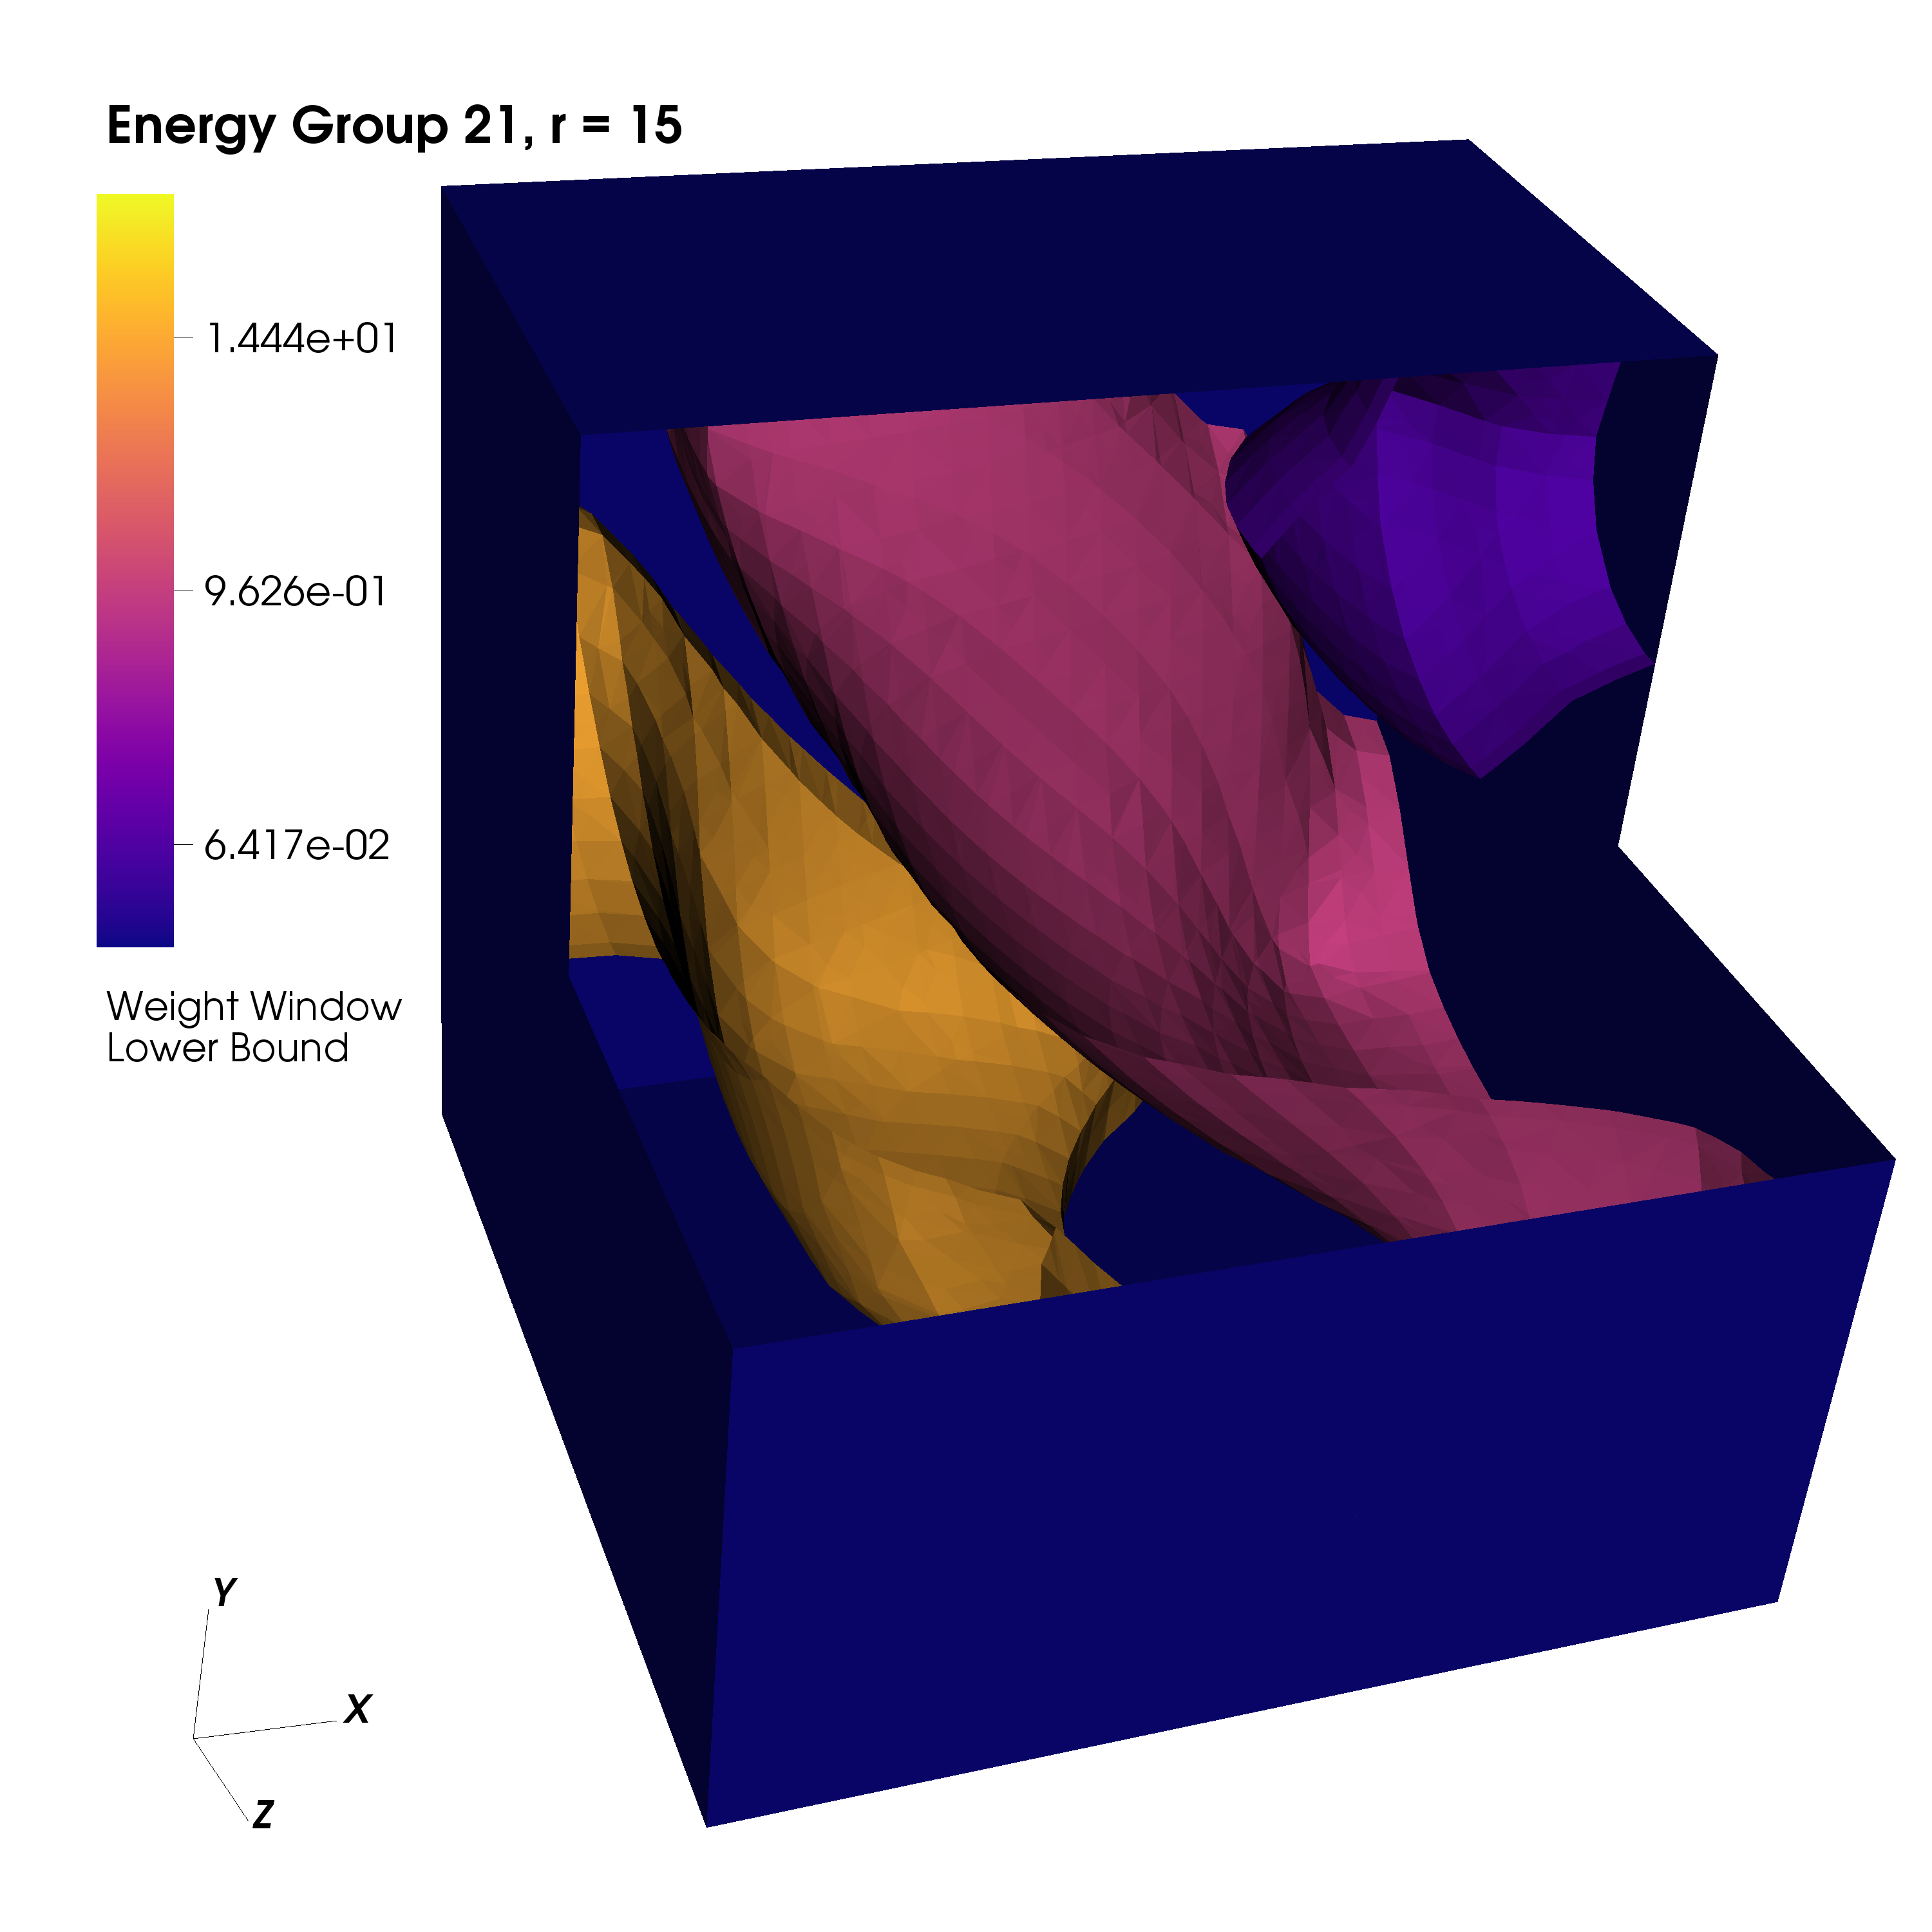 Energy Group 21, r = 15
1.444e+01
9.626e-01
6.417e-02
Weight Window
Lower Bound
Y
X
Z